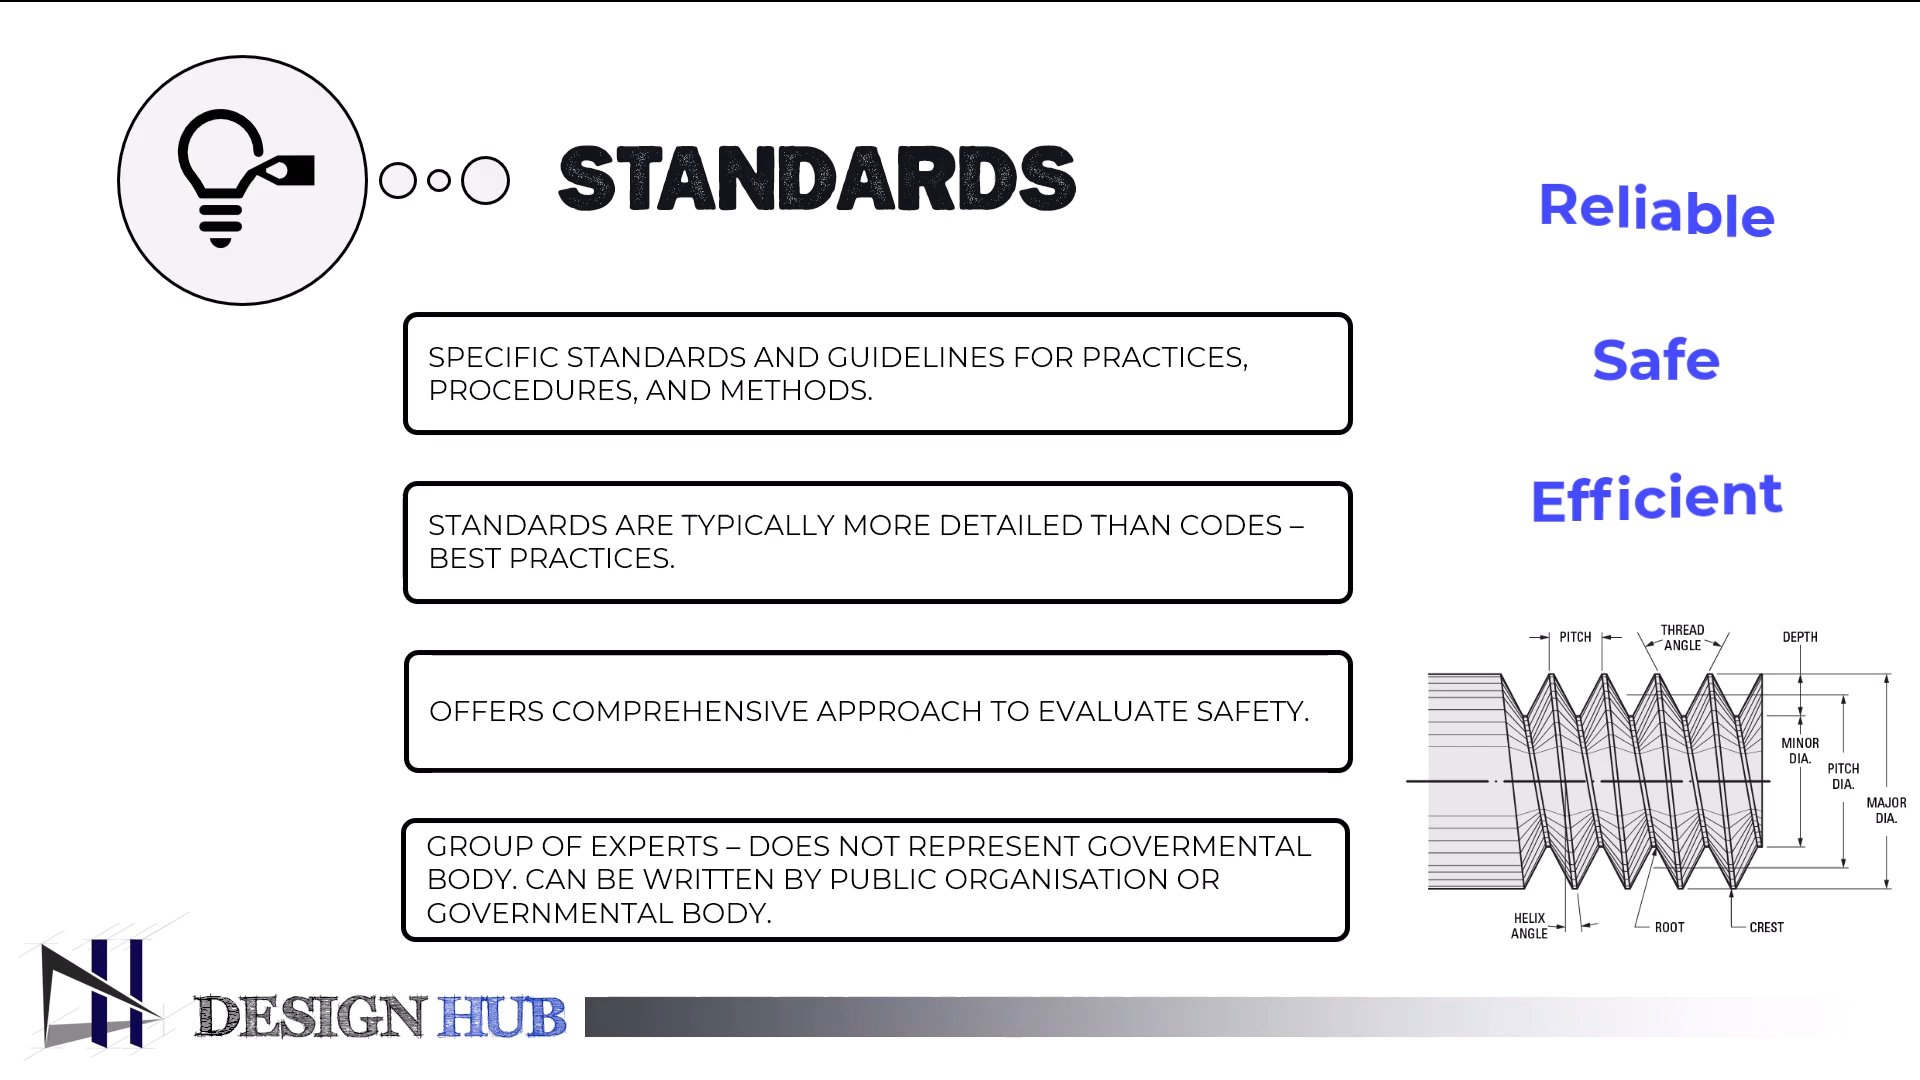 STANDARDS
Reliable
Safe
Efficient
SPECIFIC STANDARDS AND GUIDELINES FOR PRACTICES,
PROCEDURES, AND METHODS.
STANDARDS ARE TYPICALLY MORE DETAILED THAN CODES –
BEST PRACTICES.
OFFERS COMPREHENSIVE APPROACH TO EVALUATE SAFETY.
GROUP OF EXPERTS – DOES NOT REPRESENT GOVERMENTAL
BODY. CAN BE WRITTEN BY PUBLIC ORGANISATION OR
GOVERNMENTAL BODY.
PITCH
THREAD
ANGLE
DEPTH
MINOR
DIA.
PITCH
DIA.
MAJOR
DIA.
HELIX
ANGLE
ROOT
CREST
DESIGN HUB